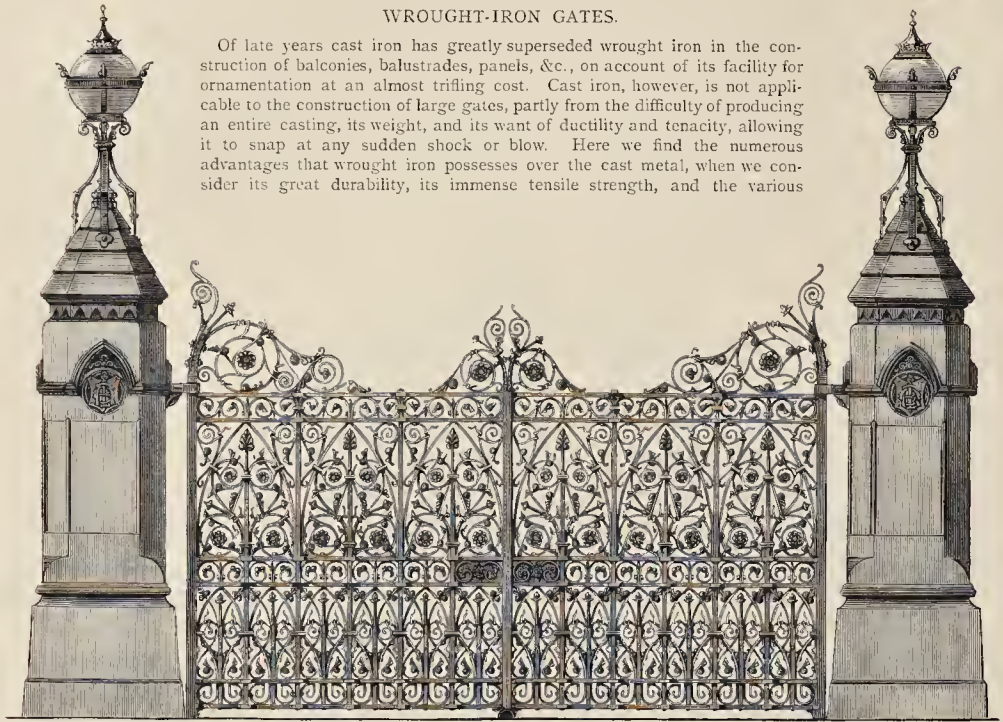 WROUGHT-IRON GATES.
Of late years cast iron has greatly superseded wrought iron in the con-
struction of balconies, balustrades, panels, &c., on account of its facility for
ornamentation at an almost trifling cost. Cast iron, however, is not appli-
cable to the construction of large gates, partly from the difficulty of producing
an entire casting, its weight, and its want of ductility and tenacity, allowing
it to snap at any sudden shock or blow. Here we find the numerous
advantages that wrought iron possesses over the cast metal, when we con-
sider its great durability, its immense tensile strength, and the various